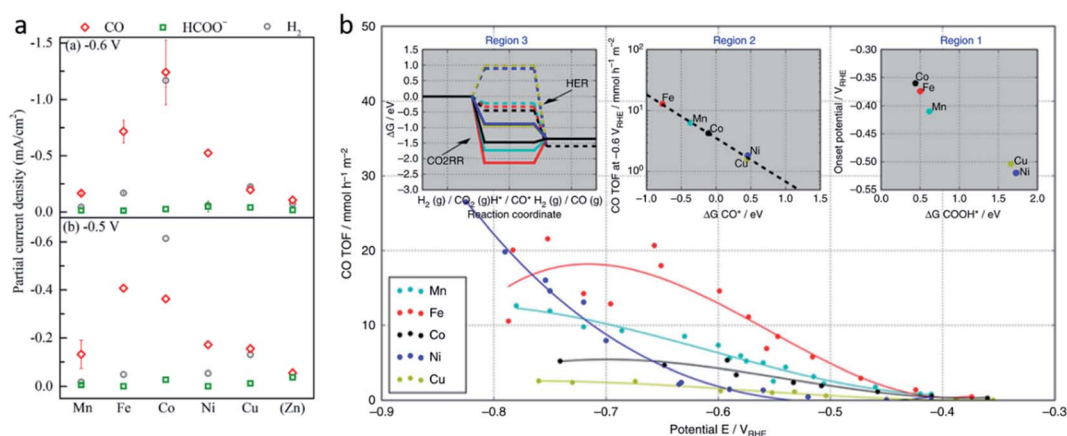 a
CO HCOO⁻ H₂
(a) -0.6 V
-1.5
-1.0
-0.5
0.0
(b) -0.5 V
-0.6
-0.4
-0.2
0.0
Partial current density (mA/cm²)
Mn Fe Co Ni Cu (Zn)
b
50
40
30
20
10
0
CO TOF / mmol h⁻¹ m⁻²
Region 3
1.0
0.5
0.0
-0.5
-1.0
-1.5
-2.0
-2.5
-3.0
ΔG / eV
HER
CO2RR
H₂ (g) / CO₂ (g)H* / CO* H₂ (g) / CO (g)
Reaction coordinate
Region 2
10²
10¹
10⁰
CO TOF at −0.6 V_RHE / mmol h⁻¹ m⁻²
Fe
Mn
Co
Ni
Cu
-1.0 -0.5 0.0 0.5 1.0
ΔG CO* / eV
Region 1
-0.30
-0.35
-0.40
-0.45
-0.50
-0.55
Onset potential / V_RHE
Co
Fe
Mn
Cu
Ni
0.0 0.5 1.0 1.5 2.0
ΔG COOH* / eV
Mn
Fe
Co
Ni
Cu
−0.9 −0.8 −0.7 −0.6 −0.5 −0.4 −0.3
Potential E / V_RHE